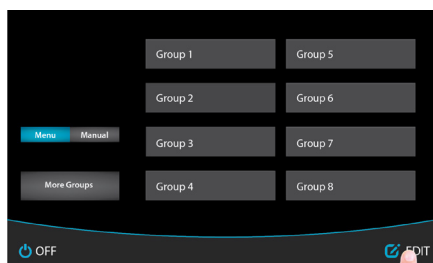 Group 1 Group 5
Group 2 Group 6
Menu Manual
Group 3 Group 7
More Groups
Group 4 Group 8
OFF EDIT